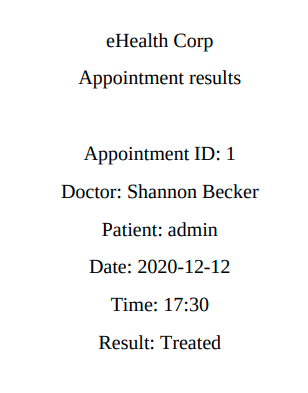 eHealth Corp
Appointment results
Appointment ID: 1
Doctor: Shannon Becker
Patient: admin
Date: 2020-12-12
Time: 17:30
Result: Treated